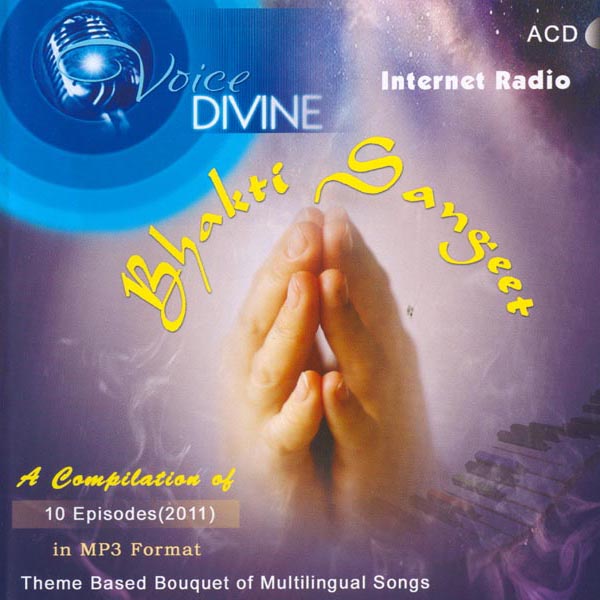 Voice
DIVINE
ACD
Internet Radio
Bhakti Sangeet
A Compilation of
10 Episodes(2011)
in MP3 Format
Theme Based Bouquet of Multilingual Songs